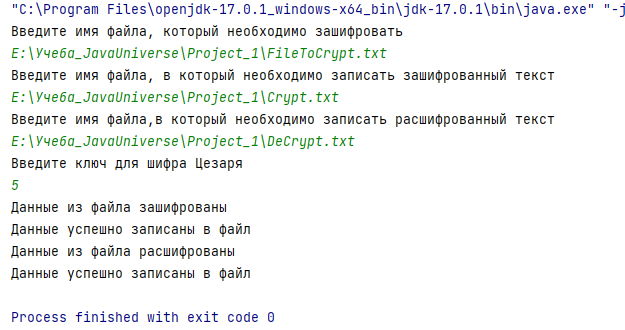 "C:\Program Files\openjdk-17.0.1_windows-x64_bin\jdk-17.0.1\bin\java.exe" "-j
Введите имя файла, который необходимо зашифровать
E:\Учеба_JavaUniverse\Project_1\FileToCrypt.txt
Введите имя файла, в который необходимо записать зашифрованный текст
E:\Учеба_JavaUniverse\Project_1\Crypt.txt
Введите имя файла,в который необходимо записать расшифрованный текст
E:\Учеба_JavaUniverse\Project_1\DeCrypt.txt
Введите ключ для шифра Цезаря
5
Данные из файла зашифрованы
Данные успешно записаны в файл
Данные из файла расшифрованы
Данные успешно записаны в файл
Process finished with exit code 0